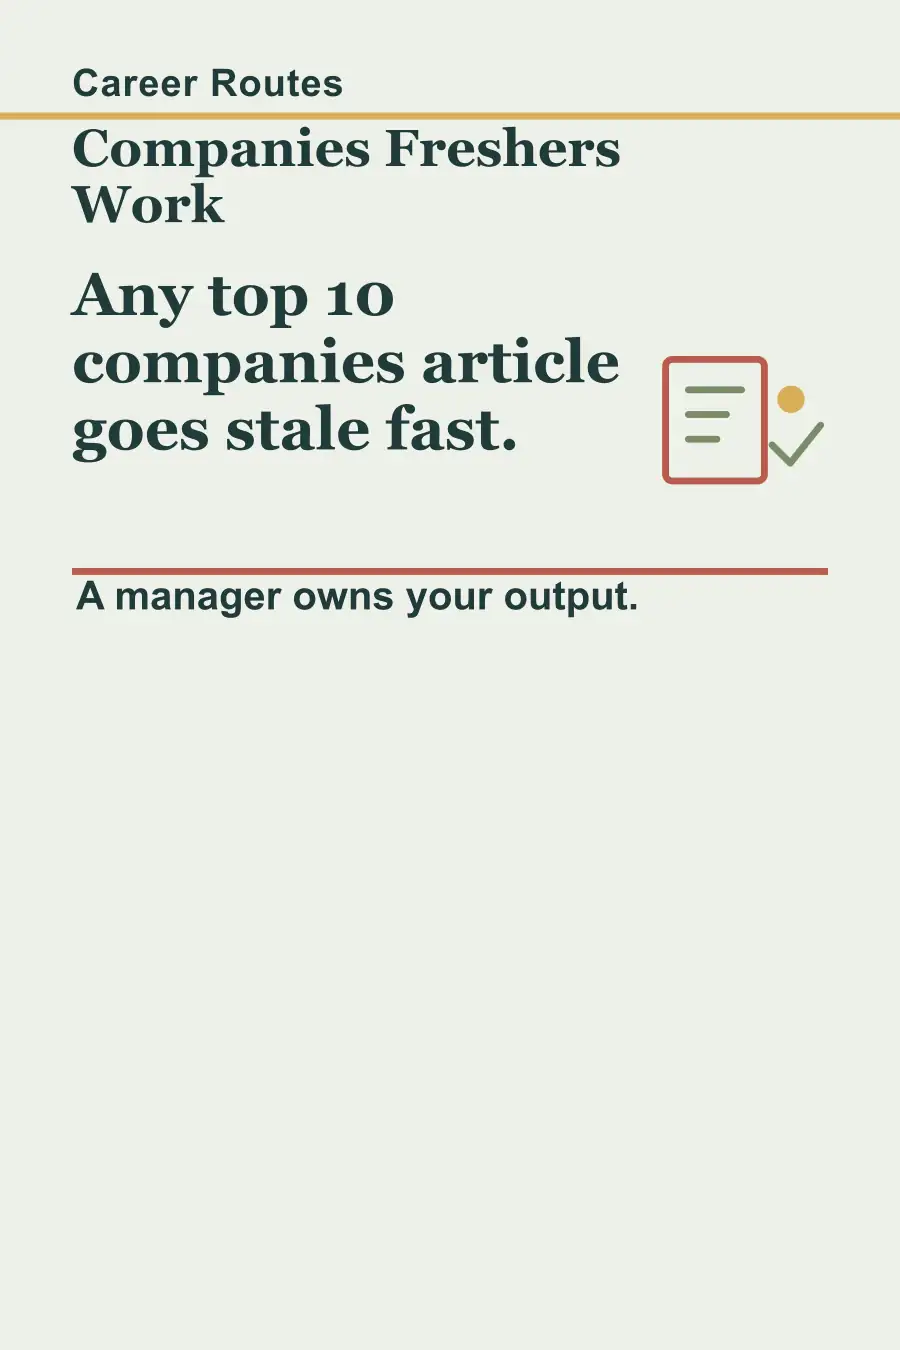 Career Routes
Companies Freshers
Work
Any top 10
companies article
goes stale fast.
A manager owns your output.